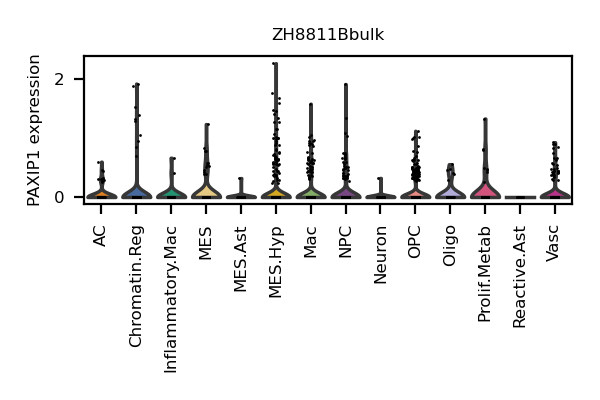 ZH8811Bbulk
PAXIP1 expression
2
0
AC
Chromatin.Reg
Inflammatory.Mac
MES
MES.Ast
MES.Hyp
Mac
NPC
Neuron
OPC
Oligo
Prolif.Metab
Reactive.Ast
Vasc